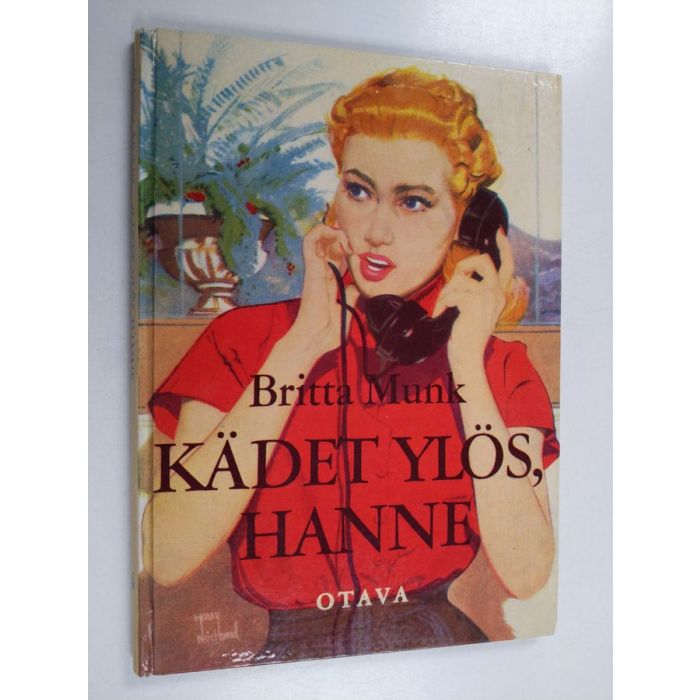 Britta Munk
KÄDET YLÖS,
HANNE
OTAVA